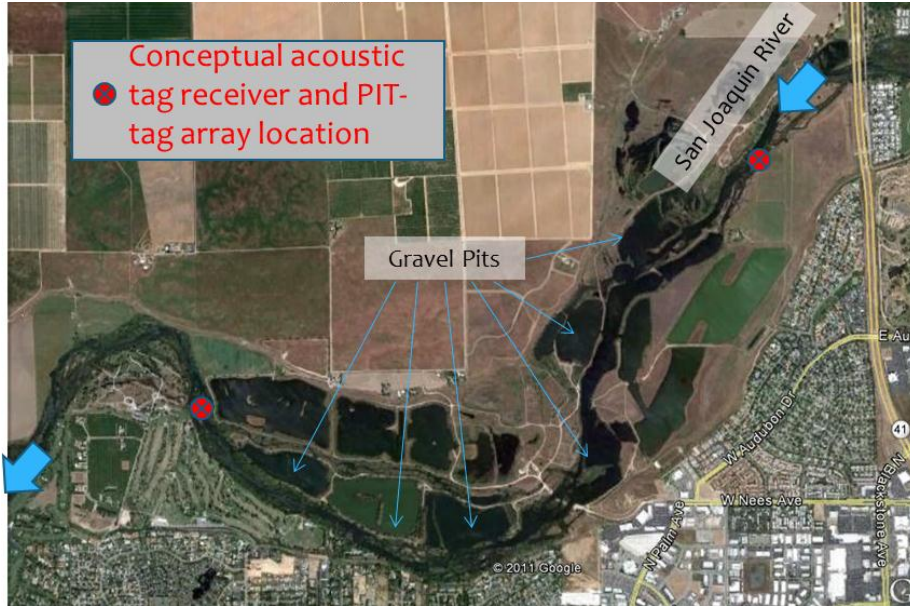 Conceptual acoustic
tag receiver and PIT-
tag array location
San Joaquin River
Gravel Pits
E Au
W Audubon Dr
41
N Blackstone Ave
W Nees Ave
N Palm Ave
© 2011 Google
G